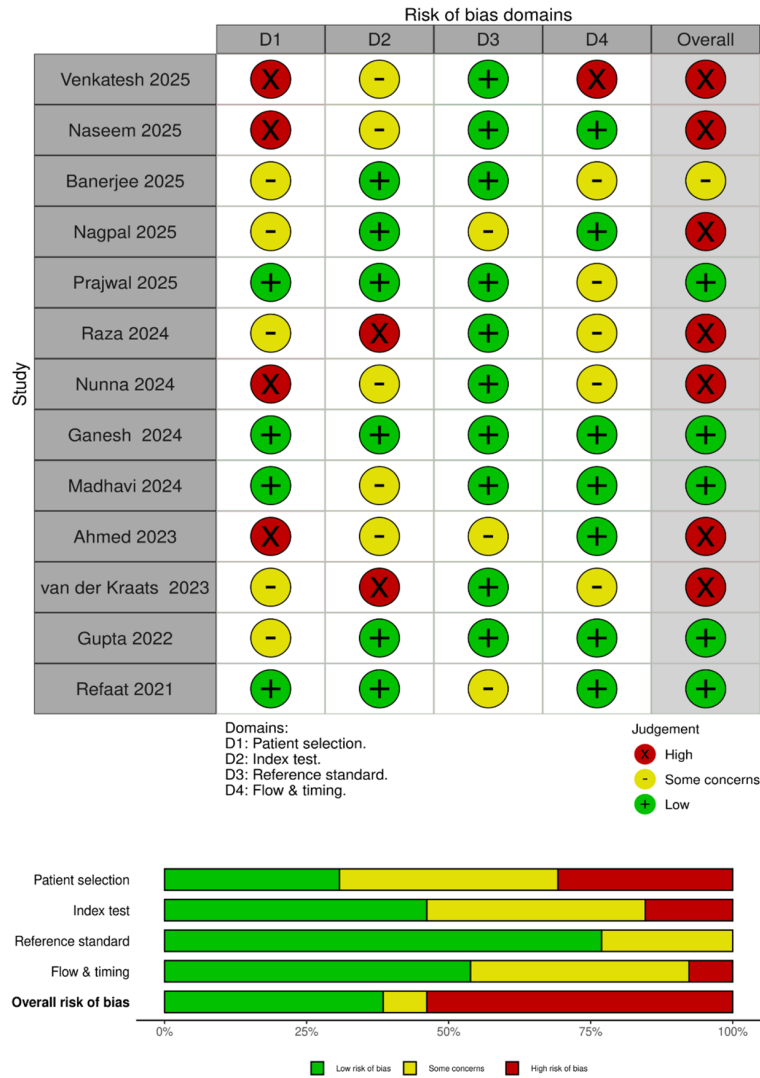 Risk of bias domains
D1 D2 D3 D4 Overall
Study
Venkatesh 2025 X - + X X
Naseem 2025 X - + + X
Banerjee 2025 - + + - -
Nagpal 2025 - + - + X
Prajwal 2025 + + + - +
Raza 2024 - X + - X
Nunna 2024 X - + - X
Ganesh 2024 + + + + +
Madhavi 2024 + - + + +
Ahmed 2023 X - - + X
van der Kraats 2023 - X + - X
Gupta 2022 - + + + +
Refaat 2021 + + - + +
Domains:
D1: Patient selection.
D2: Index test.
D3: Reference standard.
D4: Flow & timing.
Judgement
X High
- Some concerns
+ Low
Patient selection
Index test
Reference standard
Flow & timing
Overall risk of bias
0% 25% 50% 75% 100%
Low risk of bias Some concerns High risk of bias